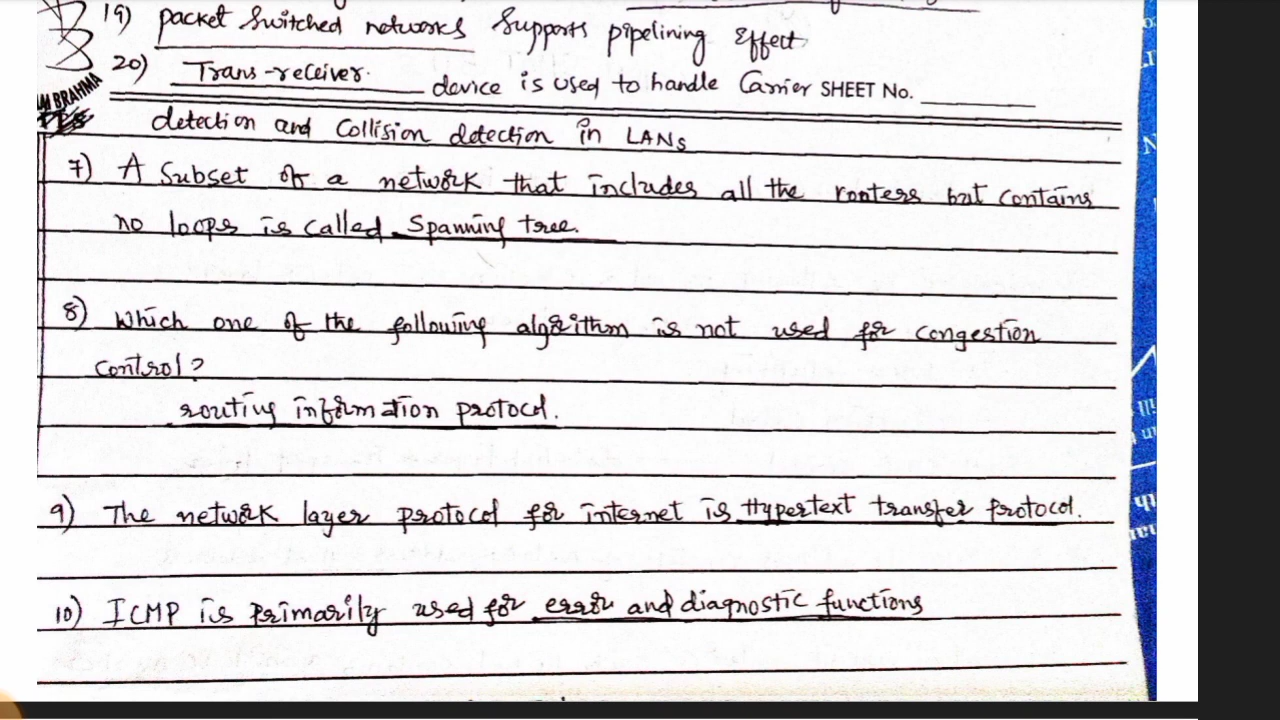 19) packet switched networks supports pipelining Effect
20) Trans-receiver. device is used to handle Carrier SHEET No.
BRAHMA
detection and Collision detection in LANs
7) A Subset of a network that includes all the routers but contains
no loops is called Spanning tree.
8) Which one of the following algorithm is not used for congestion
control?
routing information protocol.
9) The network layer protocol for internet is Hypertext transfer protocol.
10) ICMP is primarily used for error and diagnostic functions